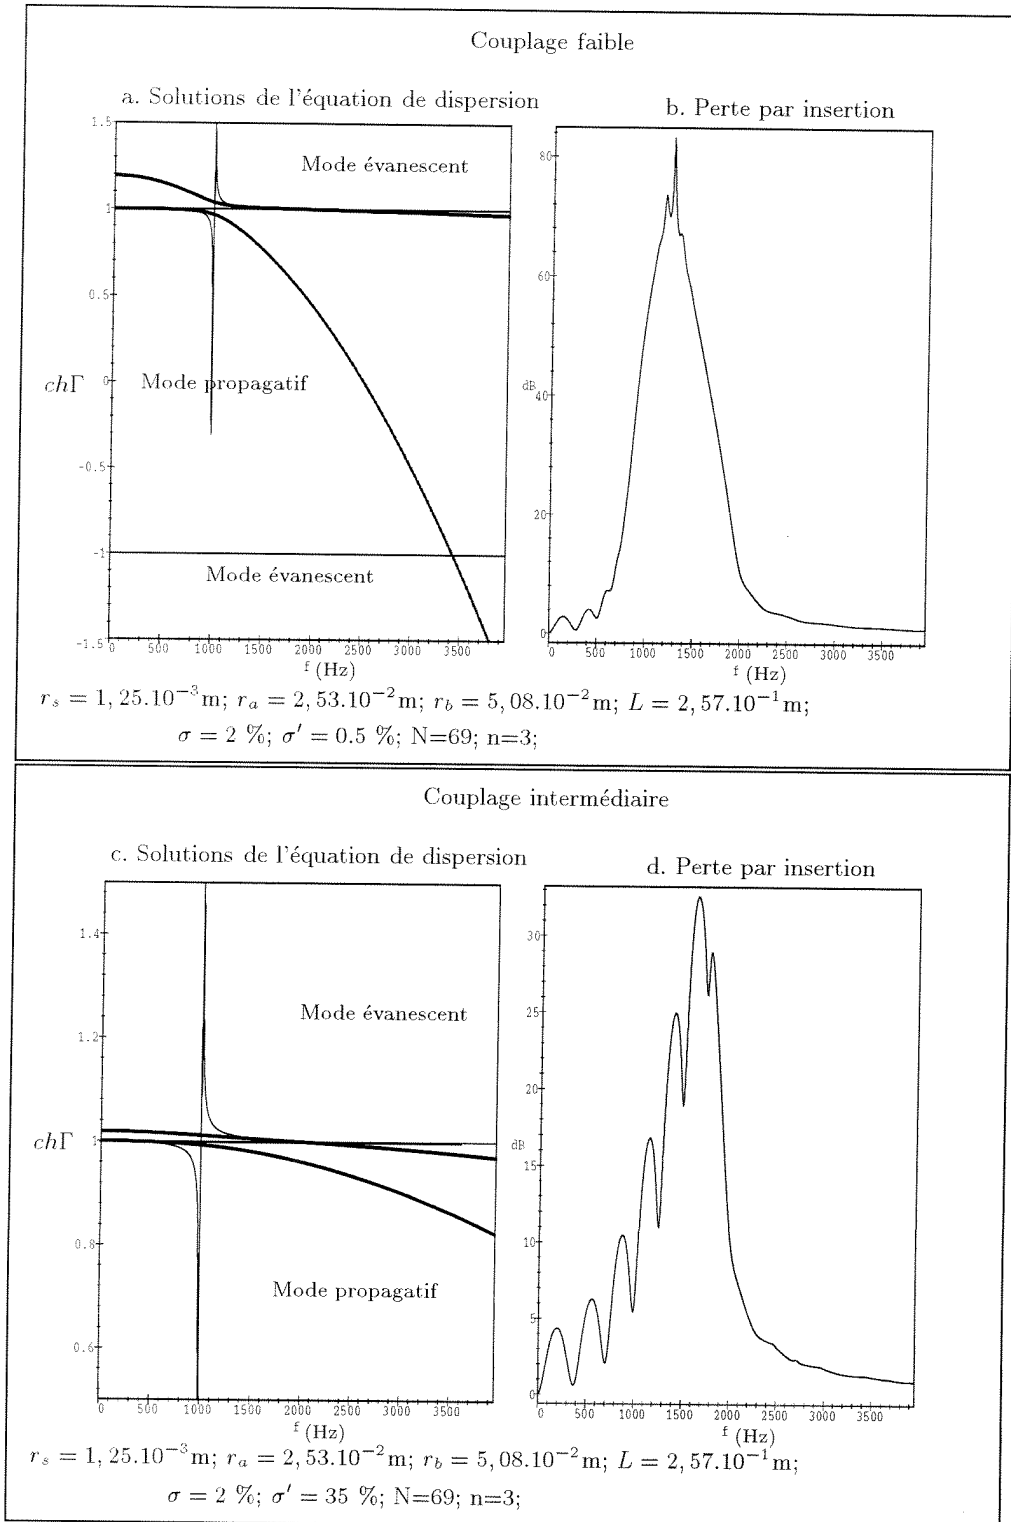 Couplage faible
a. Solutions de l'équation de dispersion
b. Perte par insertion
1.5
1
0.5
0
-0.5
-1
-1.5
chΓ
Mode évanescent
Mode propagatif
Mode évanescent
0 500 1000 1500 2000 2500 3000 3500
f (Hz)
80
60
40
20
0
dB
0 500 1000 1500 2000 2500 3000 3500
f (Hz)
r_s = 1, 25.10^{-3}m; r_a = 2, 53.10^{-2}m; r_b = 5, 08.10^{-2}m; L = 2, 57.10^{-1}m;
σ = 2 %; σ' = 0.5 %; N=69; n=3;
Couplage intermédiaire
c. Solutions de l'équation de dispersion
d. Perte par insertion
1.4
1.2
1
0.8
0.6
chΓ
Mode évanescent
Mode propagatif
0 500 1000 1500 2000 2500 3000 3500
f (Hz)
30
25
20
15
10
5
0
dB
0 500 1000 1500 2000 2500 3000 3500
f (Hz)
r_s = 1, 25.10^{-3}m; r_a = 2, 53.10^{-2}m; r_b = 5, 08.10^{-2}m; L = 2, 57.10^{-1}m;
σ = 2 %; σ' = 35 %; N=69; n=3;